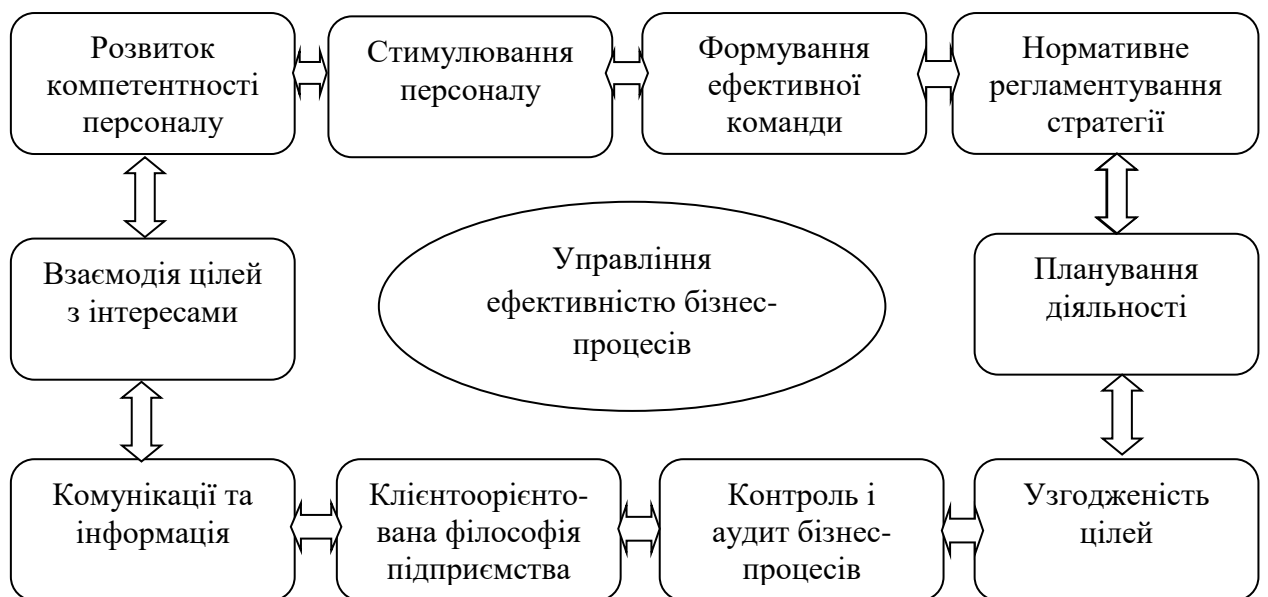 Розвиток
компетентності
персоналу
Стимулювання
персоналу
Формування
ефективної
команди
Нормативне
регламентування
стратегії
Взаємодія цілей
з інтересами
Управління
ефективністю бізнес-
процесів
Планування
діяльності
Комунікації та
інформація
Клієнтоорієнто-
вана філософія
підприємства
Контроль і
аудит бізнес-
процесів
Узгодженість
цілей